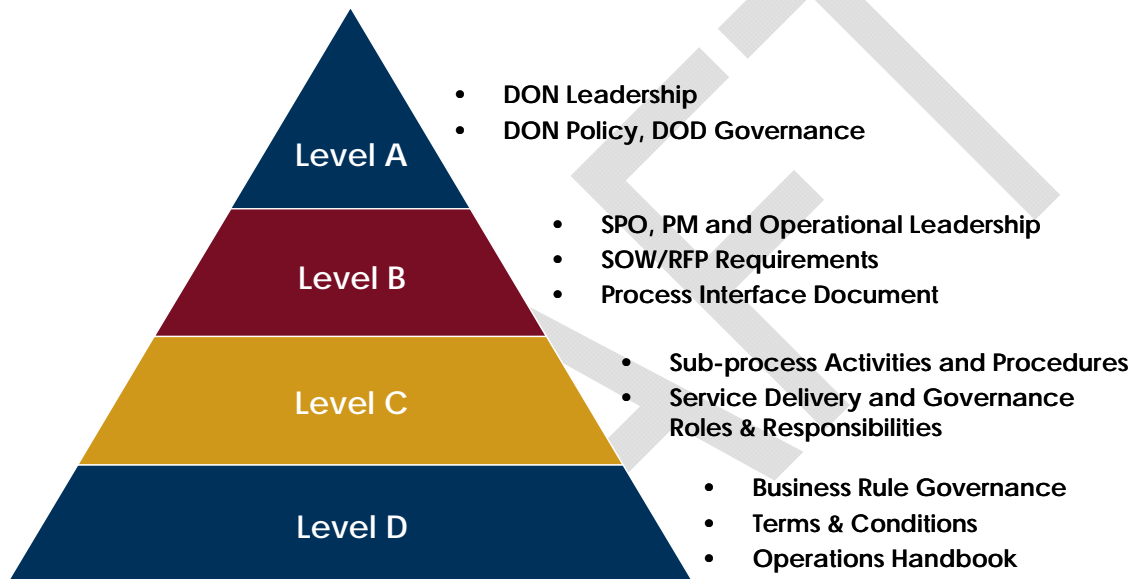 Level A
• DON Leadership
• DON Policy, DOD Governance
Level B
• SPO, PM and Operational Leadership
• SOW/RFP Requirements
• Process Interface Document
Level C
• Sub-process Activities and Procedures
• Service Delivery and Governance
Roles & Responsibilities
Level D
• Business Rule Governance
• Terms & Conditions
• Operations Handbook